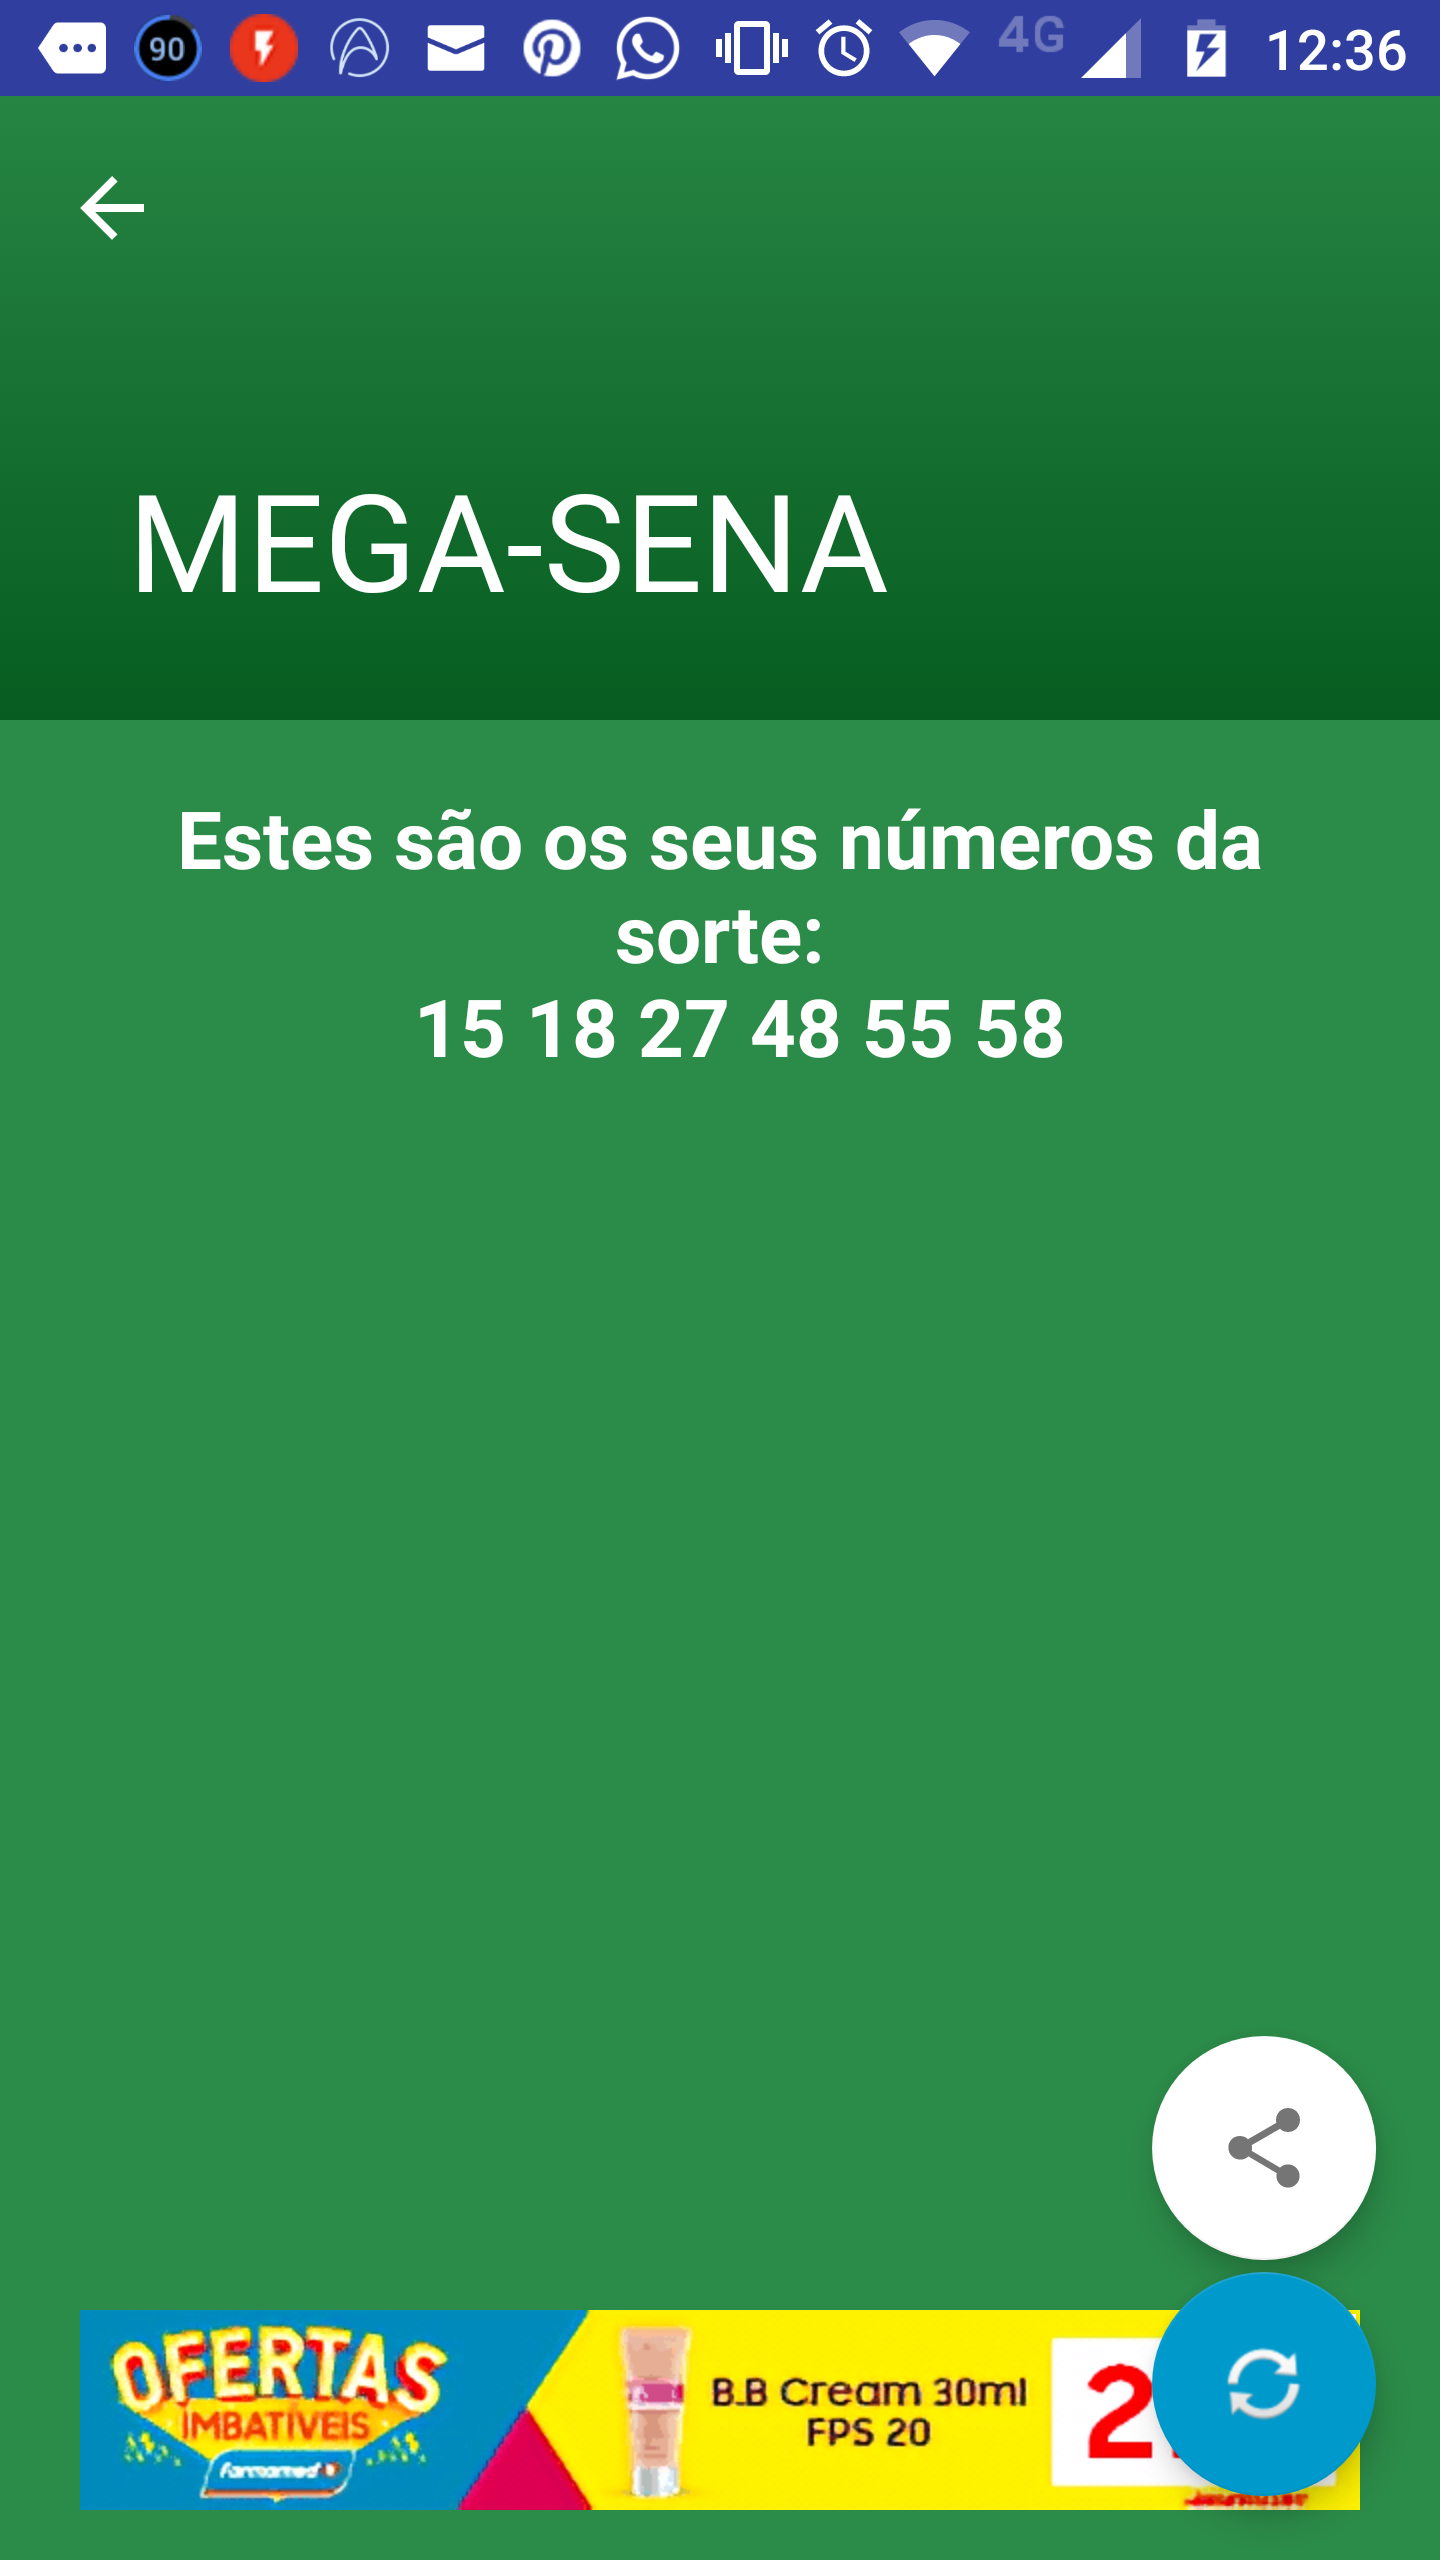 90
4G
12:36
MEGA-SENA
Estes são os seus números da
sorte:
15 18 27 48 55 58
OFERTAS
IMBATÍVEIS
farmamed
B.B Cream 30ml
FPS 20
2